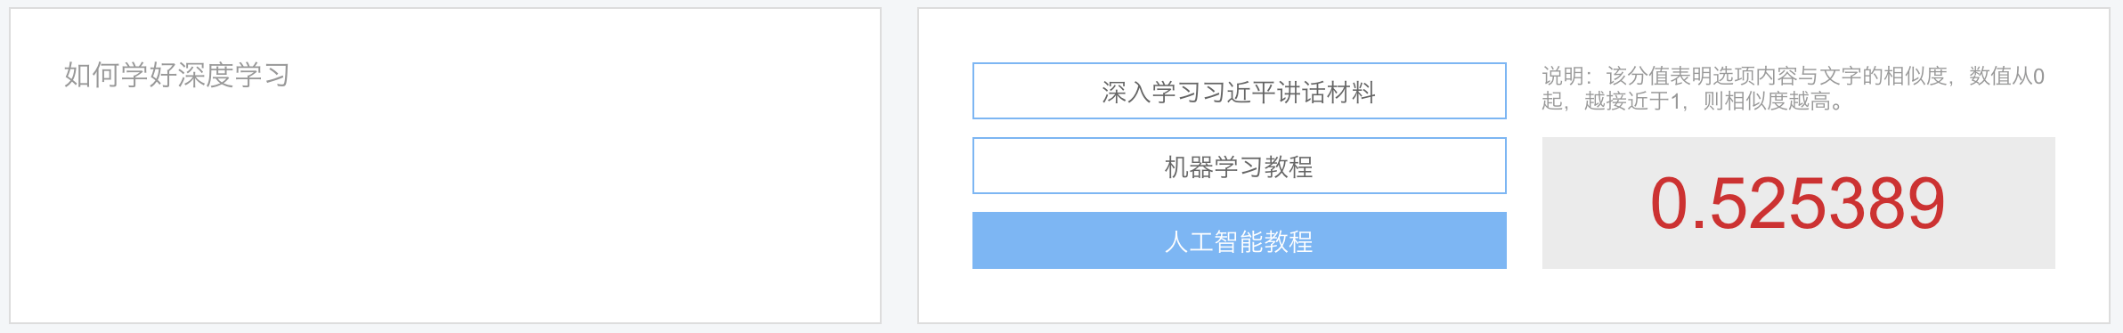 如何学好深度学习
深入学习习近平讲话材料
机器学习教程
人工智能教程
说明：该分值表明选项内容与文字的相似度，数值从0
起，越接近于1，则相似度越高。
0.525389